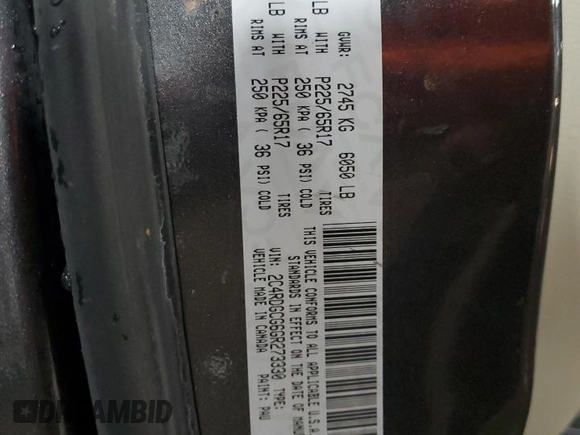 GVWR: 2745 KG 6050 LB
LB WITH P225/65R17 TIRES
RIMS AT 250 KPA ( 36 PSI) COLD
LB WITH P225/65R17 TIRES
RIMS AT 250 KPA ( 36 PSI) COLD
THIS VEHICLE CONFORMS TO ALL APPLICABLE U.S.A.
STANDARDS IN EFFECT ON THE DATE OF
VIN: 2C4RDGCG6GR273330 TYPE:
VEHICLE MADE IN CANADA PAINT: PAU
DREAMBID